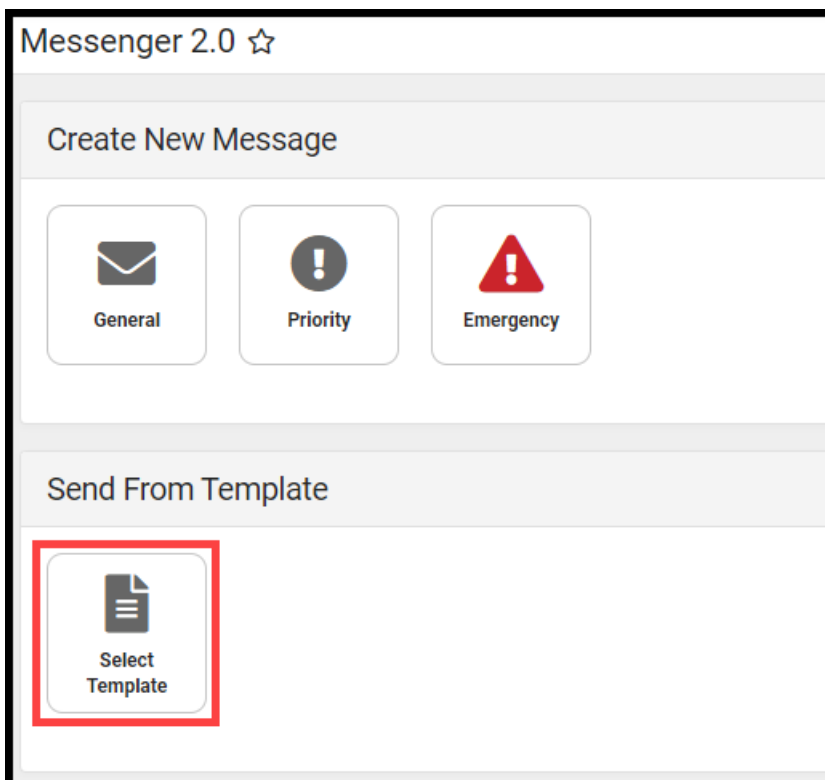 Messenger 2.0
Create New Message
General
Priority
Emergency
Send From Template
Select
Template